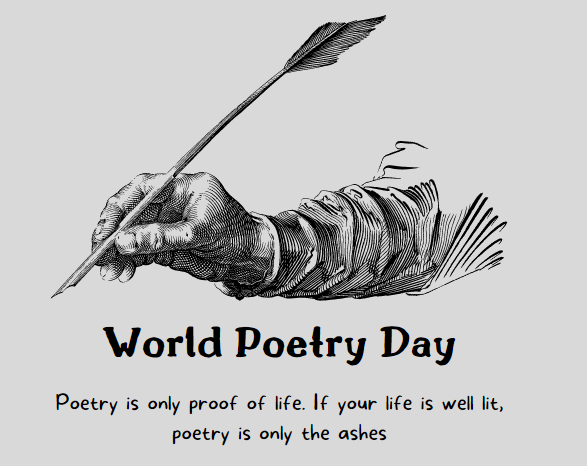 World Poetry Day
Poetry is only proof of life. If your life is well lit,
poetry is only the ashes